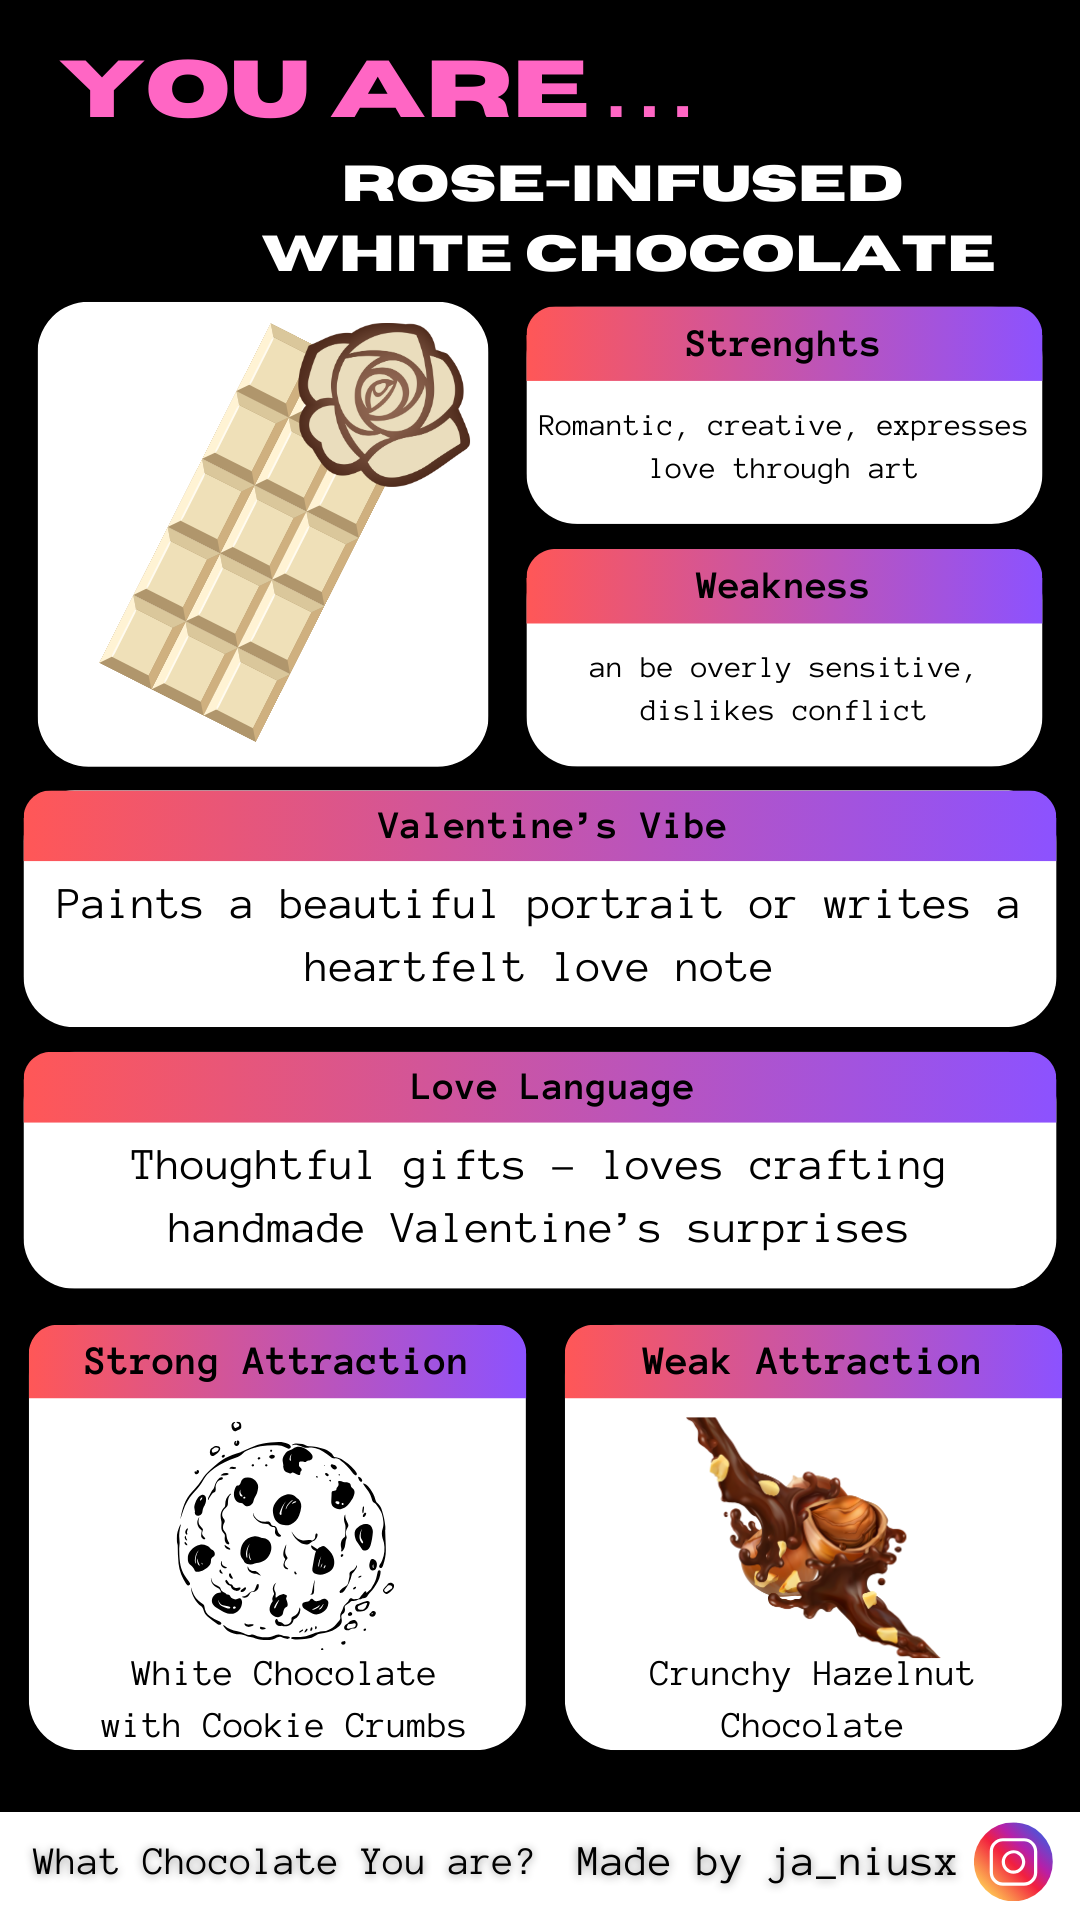 YOU ARE...
ROSE-INFUSED
WHITE CHOCOLATE
Strenghts
Romantic, creative, expresses
love through art
Weakness
an be overly sensitive,
dislikes conflict
Valentine’s Vibe
Paints a beautiful portrait or writes a
heartfelt love note
Love Language
Thoughtful gifts – loves crafting
handmade Valentine’s surprises
Strong Attraction
White Chocolate
with Cookie Crumbs
Weak Attraction
Crunchy Hazelnut
Chocolate
What Chocolate You are?
Made by ja_niusx